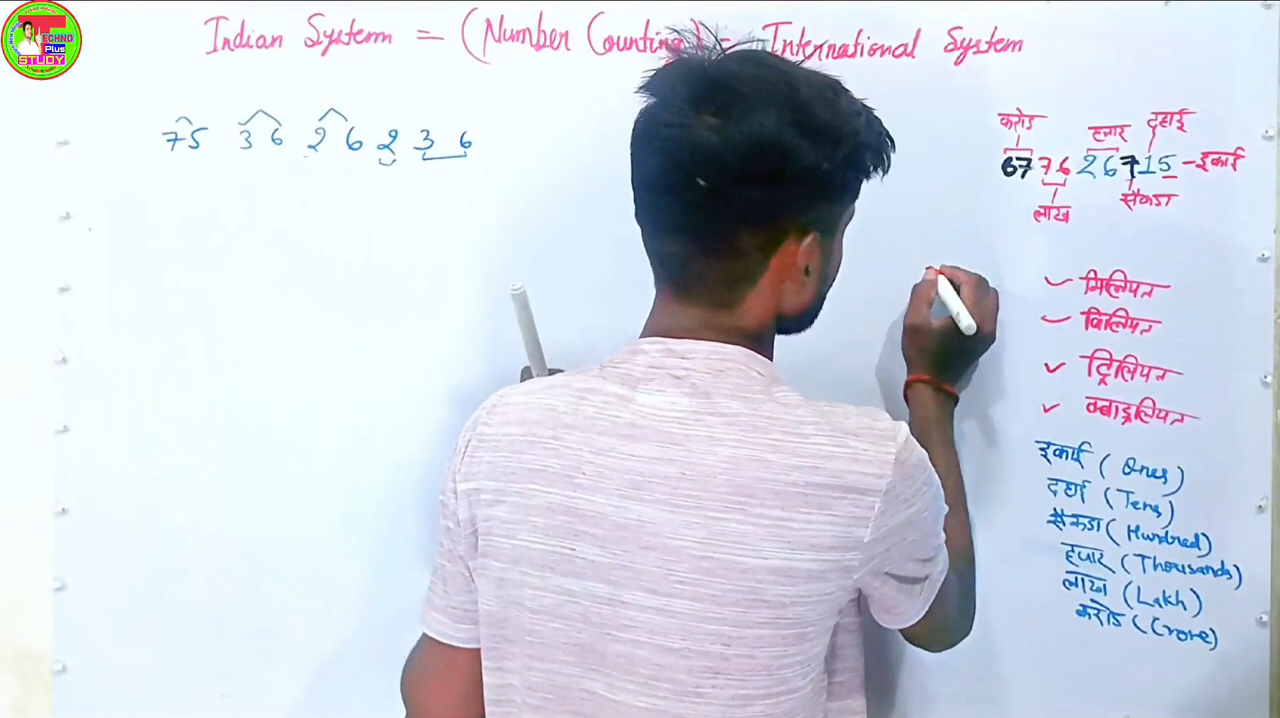 TECHNO
Plus
STUDY
Indian System = (Number Counting) = International System
75 36 26 2 3 6
करोड हजार दहाई
67 76 26 7 15 - इकाई
लाख सैकडा
✓ मिलियन
✓ बिलियन
✓ ट्रिलियन
✓ क्वाड्रिलियन
इकाई (Ones)
दहाई (Tens)
सैकडा (Hundred)
हजार (Thousands)
लाख (Lakh)
करोड (Crore)